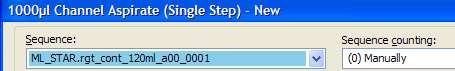 1000µl Channel Aspirate (Single Step) - New
Sequence:
Sequence counting:
ML_STAR.rgt_cont_120ml_a00_0001
(0) Manually